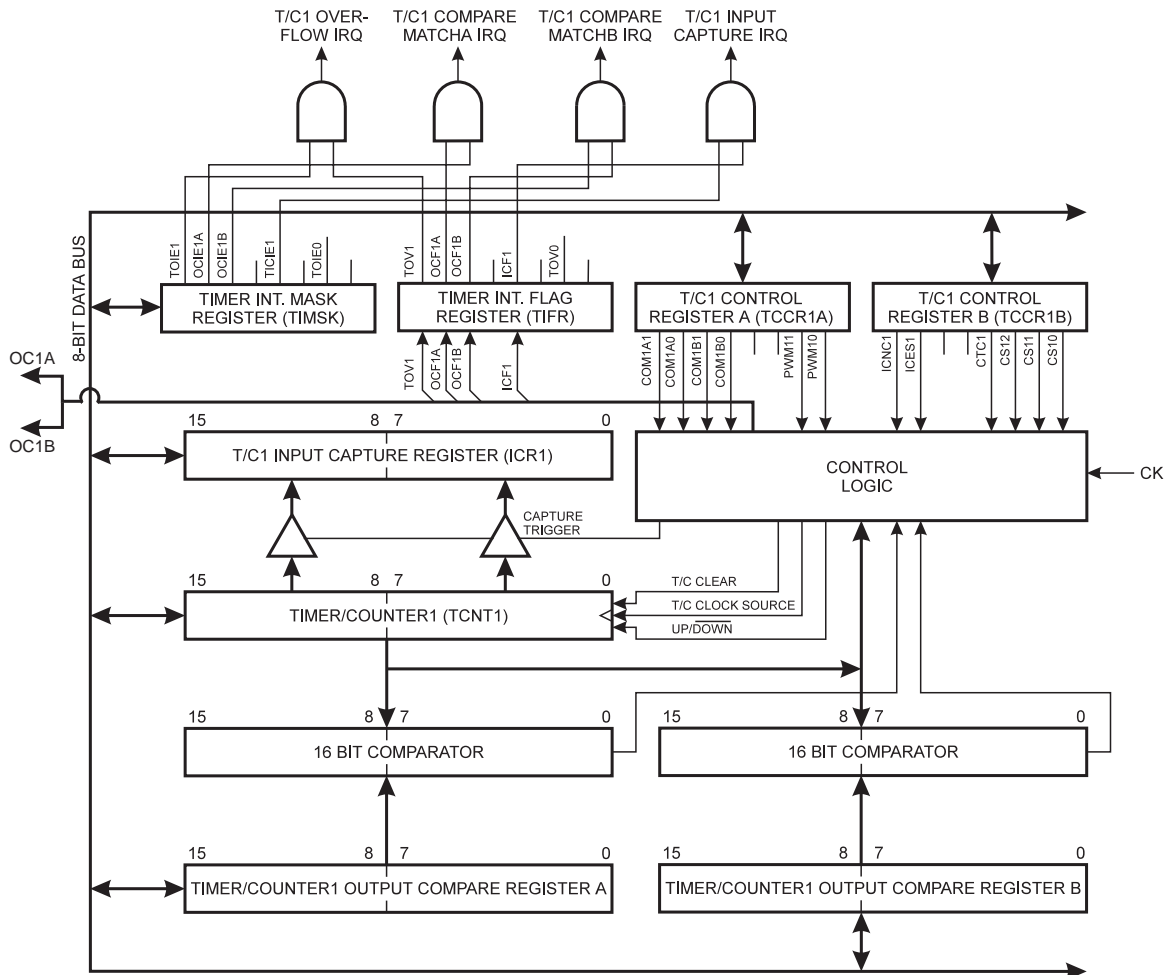 T/C1 OVER-
FLOW IRQ
T/C1 COMPARE
MATCHA IRQ
T/C1 COMPARE
MATCHB IRQ
T/C1 INPUT
CAPTURE IRQ
8-BIT DATA BUS
TOIE1
OCIE1A
OCIE1B
TICIE1
TOIE0
TOV1
OCF1A
OCF1B
ICF1
TOV0
TIMER INT. MASK
REGISTER (TIMSK)
TIMER INT. FLAG
REGISTER (TIFR)
T/C1 CONTROL
REGISTER A (TCCR1A)
T/C1 CONTROL
REGISTER B (TCCR1B)
TOV1
OCF1A
OCF1B
ICF1
COM1A1
COM1A0
COM1B1
COM1B0
PWM11
PWM10
ICNC1
ICES1
CTC1
CS12
CS11
CS10
OC1A
OC1B
15 8 7 0
T/C1 INPUT CAPTURE REGISTER (ICR1)
CONTROL
LOGIC
CK
CAPTURE
TRIGGER
15 8 7 0
TIMER/COUNTER1 (TCNT1)
T/C CLEAR
T/C CLOCK SOURCE
UP/DOWN
15 8 7 0
16 BIT COMPARATOR
15 8 7 0
16 BIT COMPARATOR
15 8 7 0
TIMER/COUNTER1 OUTPUT COMPARE REGISTER A
15 8 7 0
TIMER/COUNTER1 OUTPUT COMPARE REGISTER B